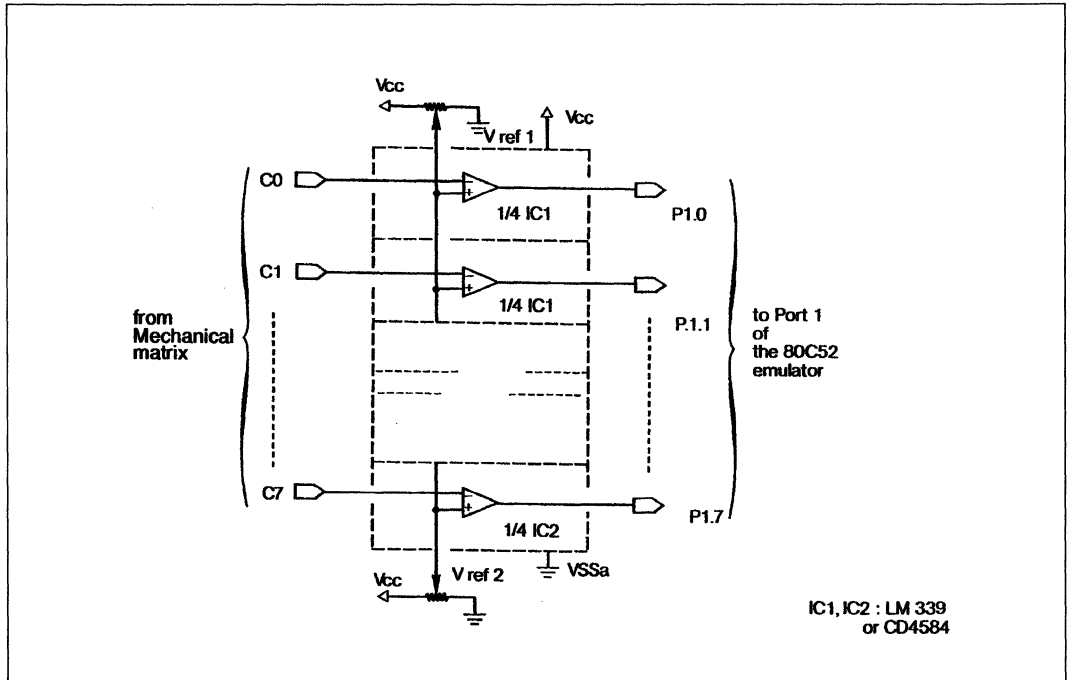 Vcc
Vcc
V ref 1
C0
1/4 IC1
P1.0
C1
1/4 IC1
P.1.1
from
Mechanical
matrix
to Port 1
of
the 80C52
emulator
C7
1/4 IC2
P1.7
Vcc
V ref 2
VSSa
IC1, IC2 : LM 339
or CD4584